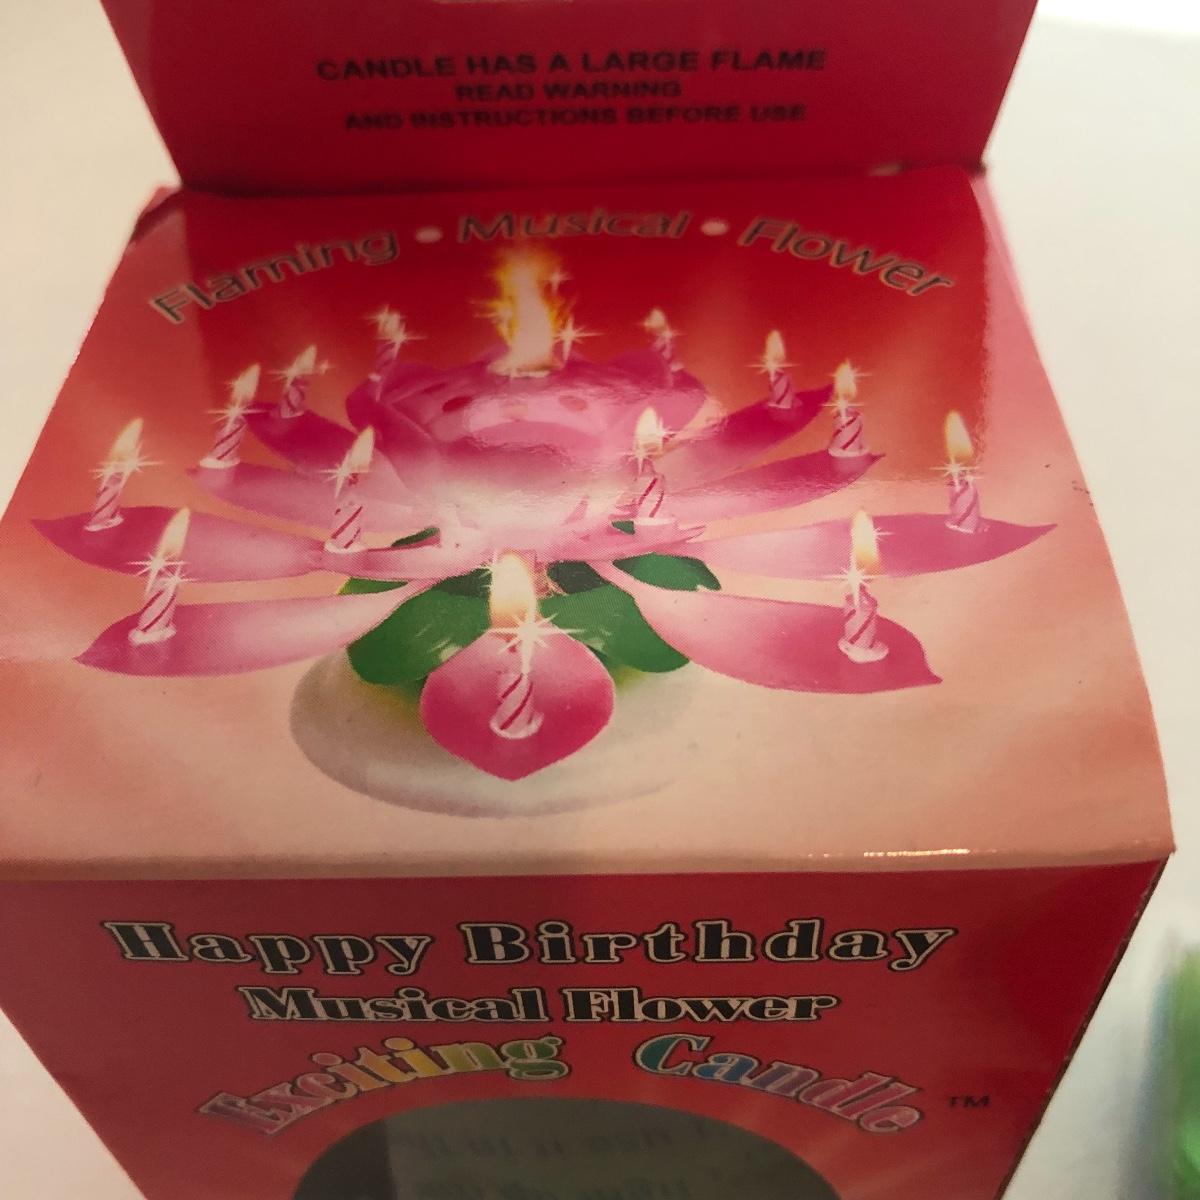 CANDLE HAS A LARGE FLAME
READ WARNING
AND INSTRUCTIONS BEFORE USE
Flaming • Musical • Flower
Happy Birthday
Musical Flower
Exciting Candle ™